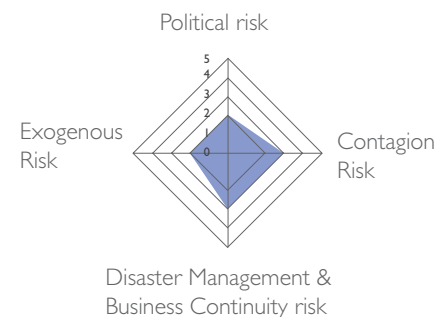 Political risk
5
4
3
2
1
0
Exogenous
Risk
Contagion
Risk
Disaster Management &
Business Continuity risk